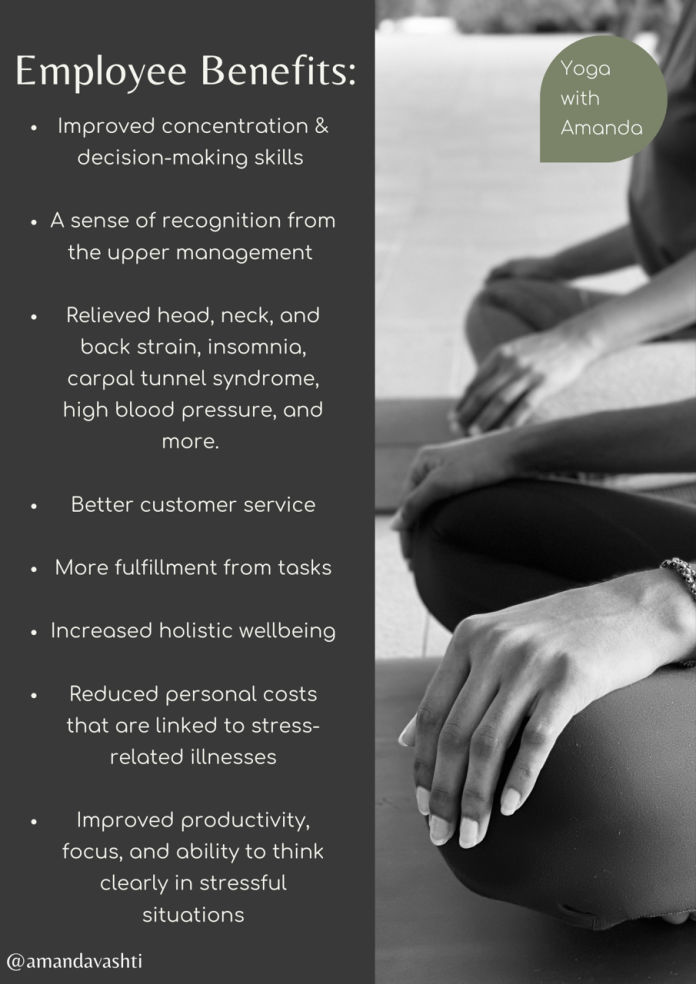 Employee Benefits:
• Improved concentration &
decision-making skills
• A sense of recognition from
the upper management
• Relieved head, neck, and
back strain, insomnia,
carpal tunnel syndrome,
high blood pressure, and
more.
• Better customer service
• More fulfillment from tasks
• Increased holistic wellbeing
• Reduced personal costs
that are linked to stress-
related illnesses
• Improved productivity,
focus, and ability to think
clearly in stressful
situations
@amandavashti
Yoga
with
Amanda